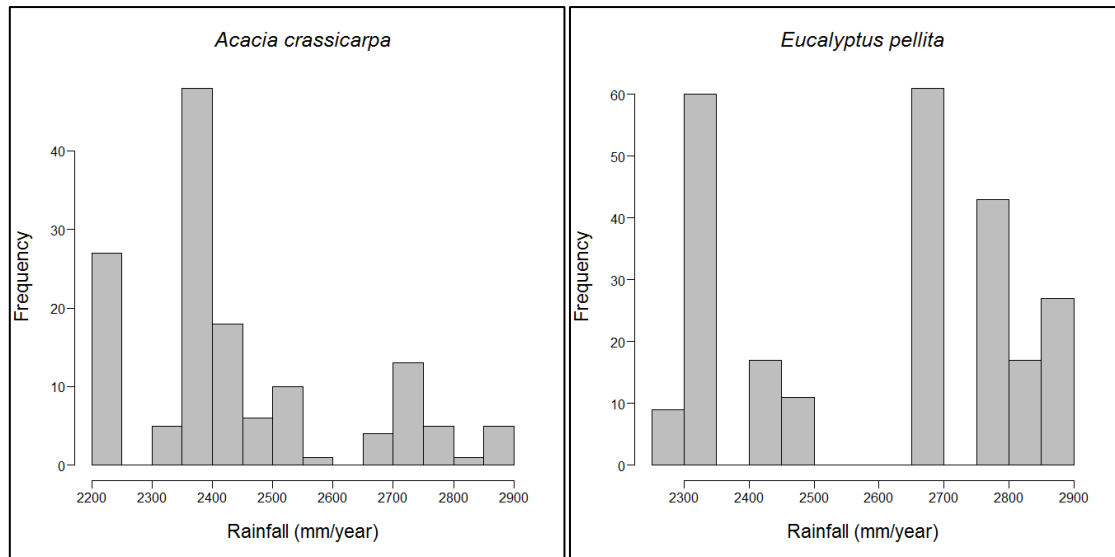 Acacia crassicarpa
Frequency
40
30
20
10
0
2200 2300 2400 2500 2600 2700 2800 2900
Rainfall (mm/year)
Eucalyptus pellita
Frequency
60
50
40
30
20
10
0
2300 2400 2500 2600 2700 2800 2900
Rainfall (mm/year)